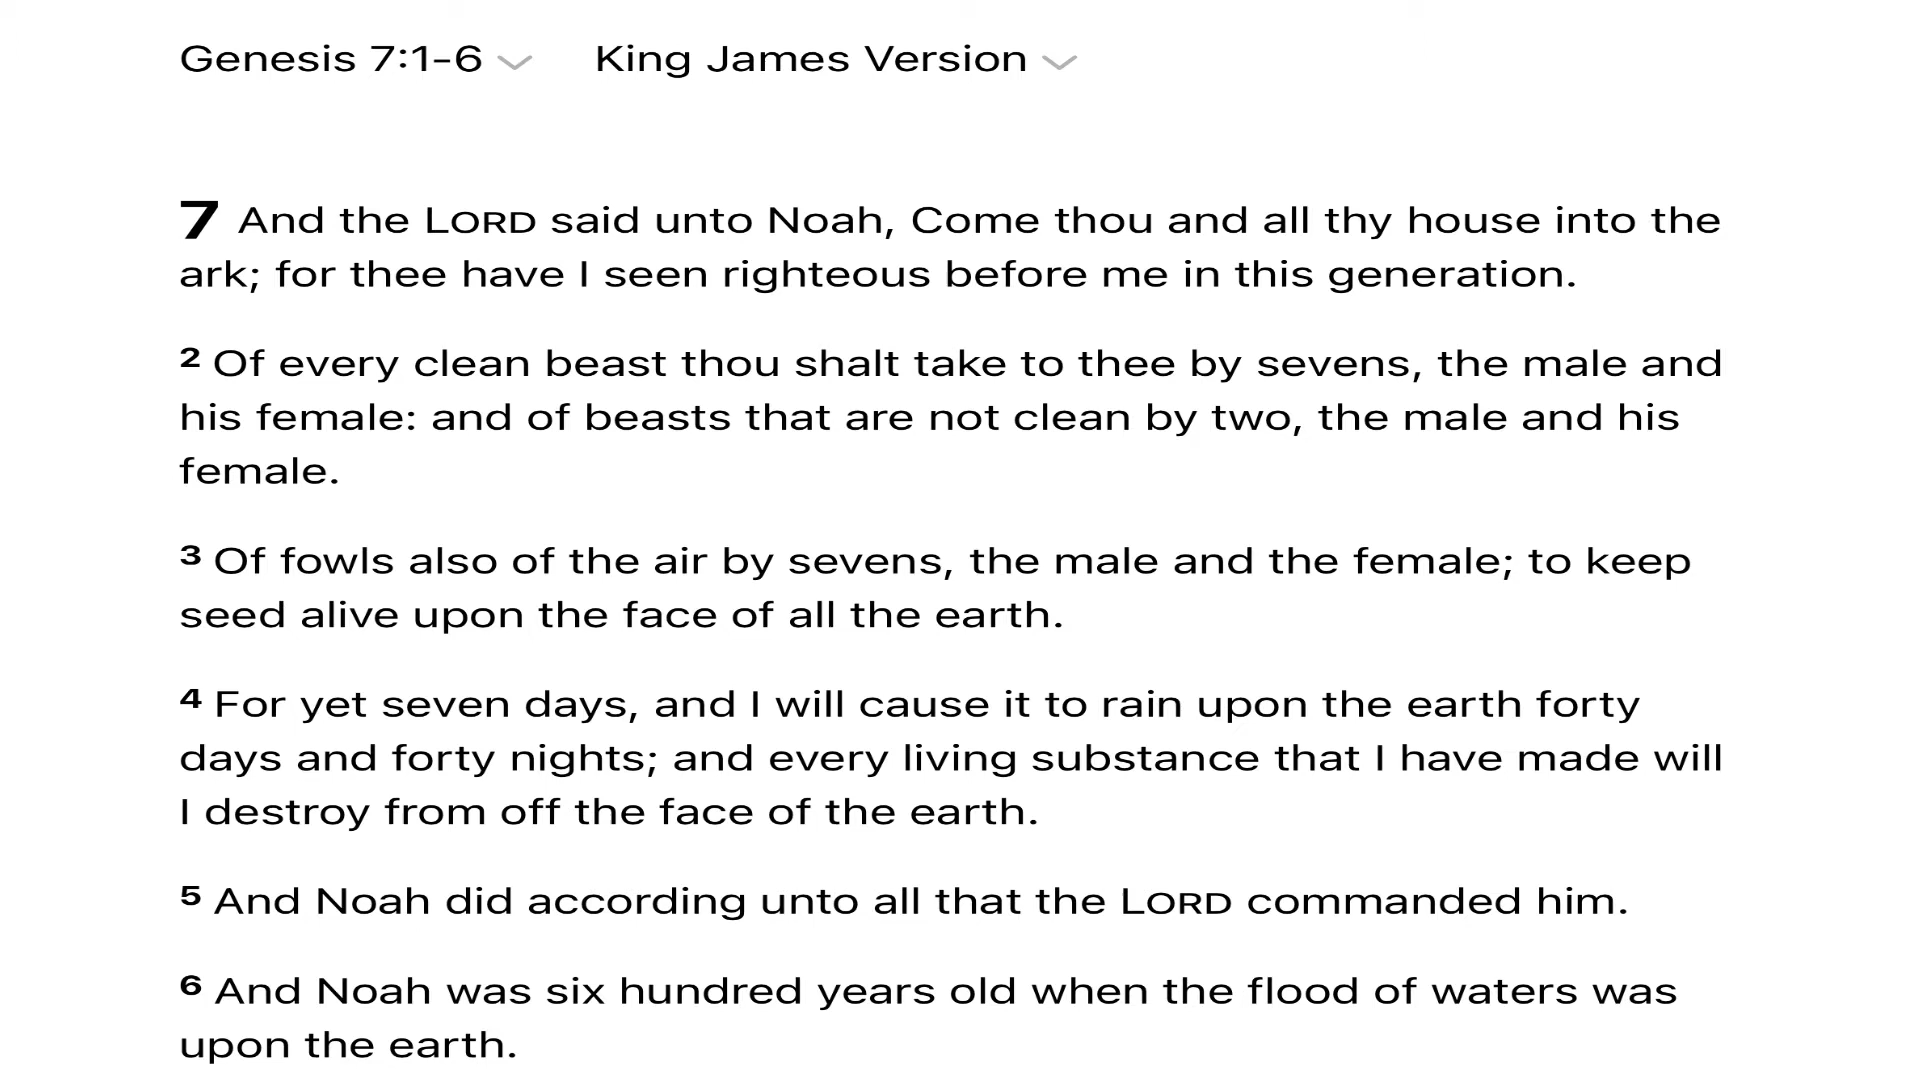 Genesis 7:1-6 King James Version
7 And the LORD said unto Noah, Come thou and all thy house into the
ark; for thee have I seen righteous before me in this generation.
2 Of every clean beast thou shalt take to thee by sevens, the male and
his female: and of beasts that are not clean by two, the male and his
female.
3 Of fowls also of the air by sevens, the male and the female; to keep
seed alive upon the face of all the earth.
4 For yet seven days, and I will cause it to rain upon the earth forty
days and forty nights; and every living substance that I have made will
I destroy from off the face of the earth.
5 And Noah did according unto all that the LORD commanded him.
6 And Noah was six hundred years old when the flood of waters was
upon the earth.